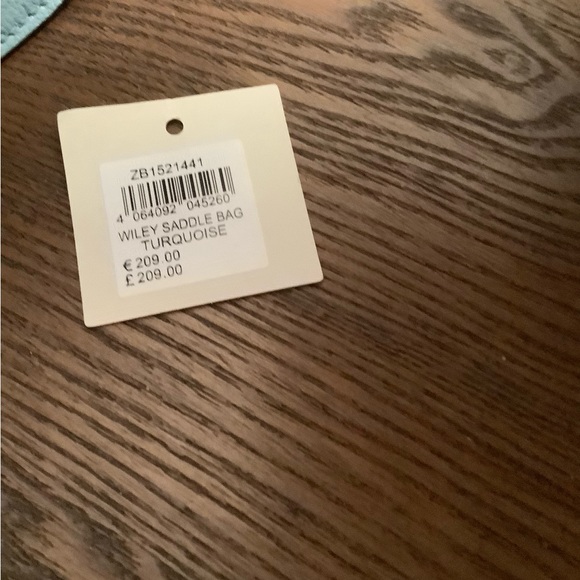 ZB1521441
4 064092 045260
WILEY SADDLE BAG
TURQUOISE
€ 209.00
£ 209.00